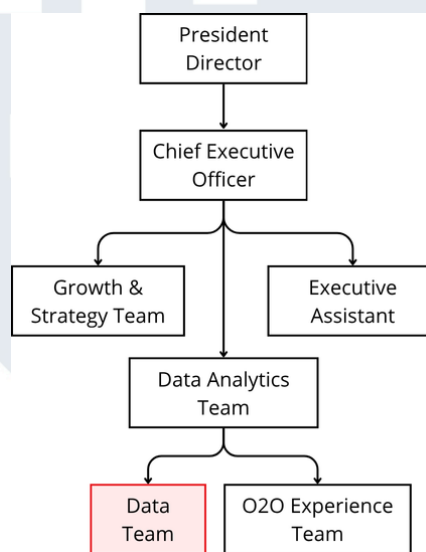 President
Director
Chief Executive
Officer
Growth &
Strategy Team
Executive
Assistant
Data Analytics
Team
Data
Team
O2O Experience
Team